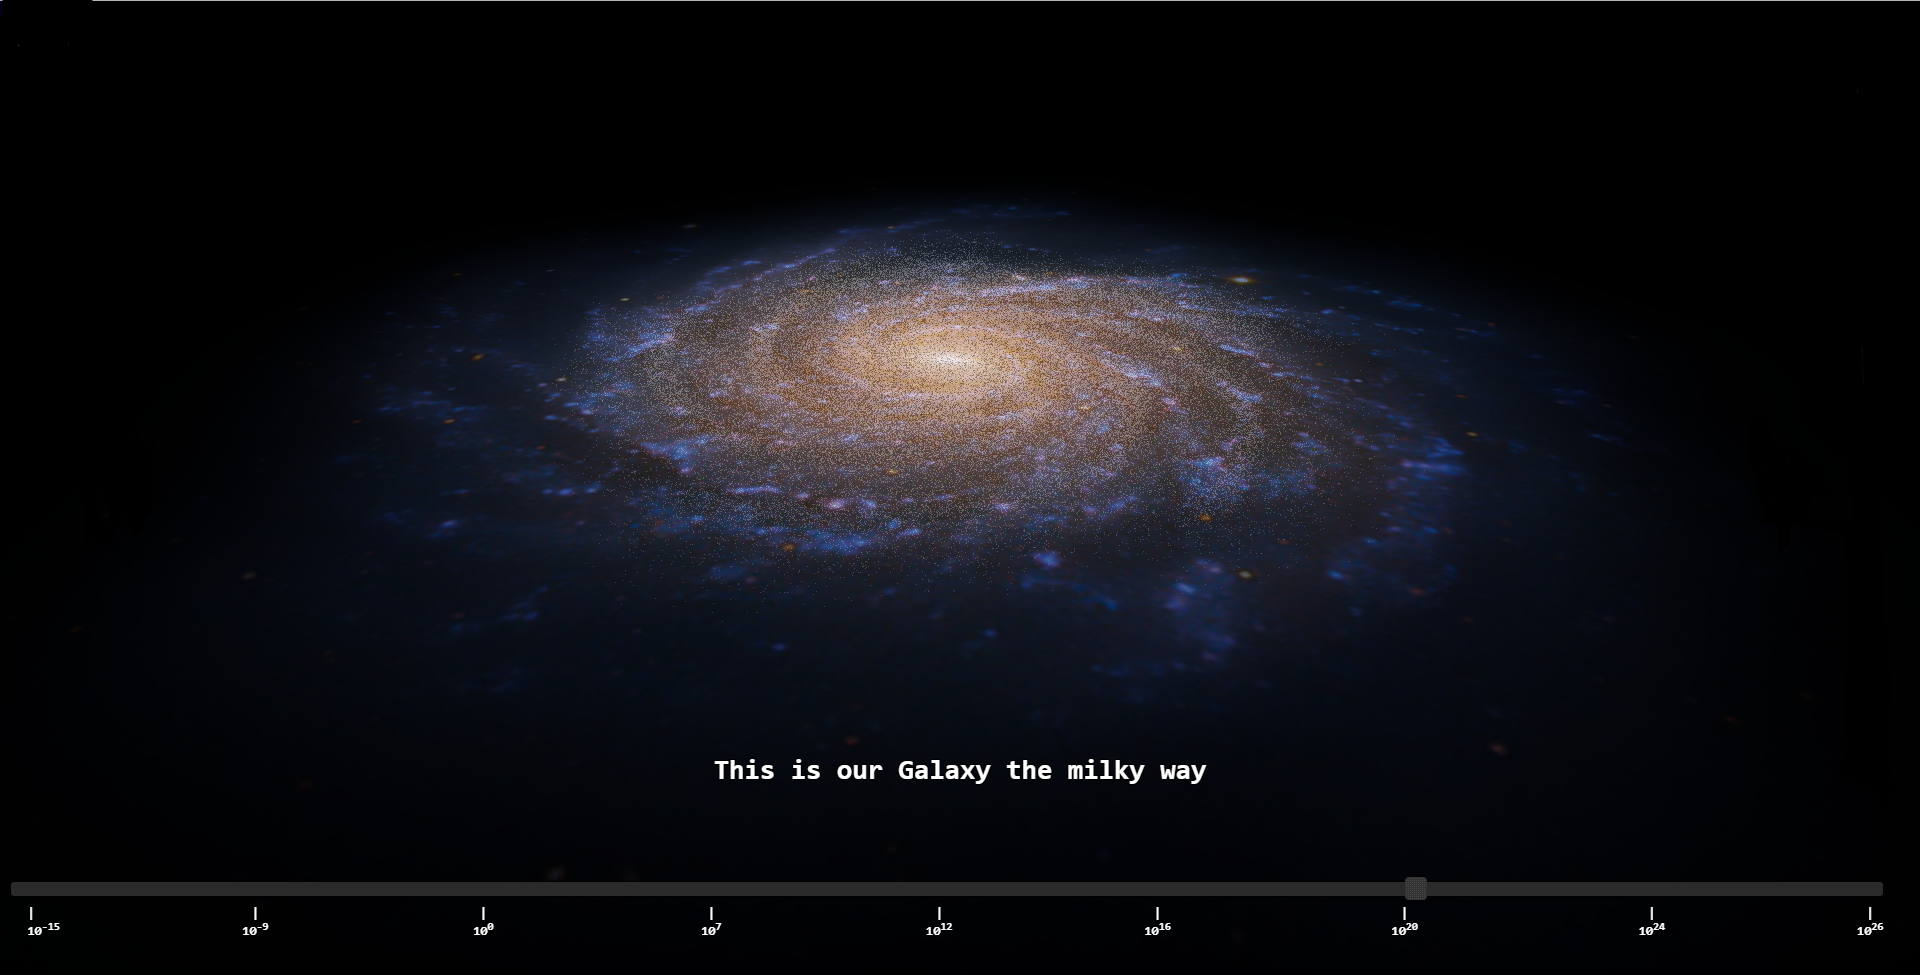 This is our Galaxy the milky way
10⁻¹⁵ 10⁻⁹ 10⁰ 10⁷ 10¹² 10¹⁶ 10²⁰ 10²⁴ 10²⁶